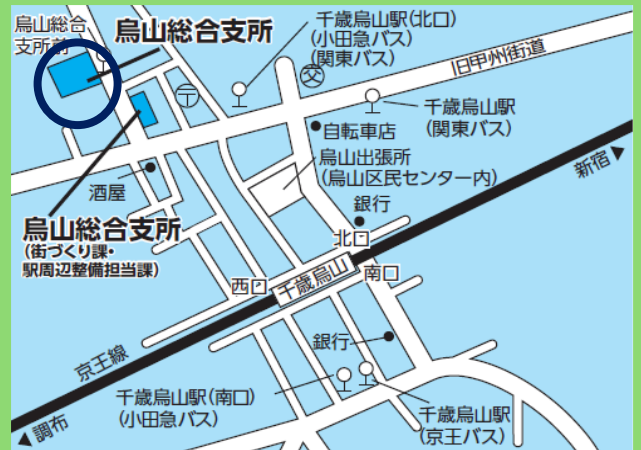 烏山総合
支所前
烏山総合支所
千歳烏山駅(北口)
(小田急バス)
(関東バス)
旧甲州街道
〒
交
千歳烏山駅
(関東バス)
自転車店
烏山出張所
(烏山区民センター内)
新宿
酒屋
銀行
烏山総合支所
(街づくり課・
駅周辺整備担当課)
北口
西口
千歳烏山
南口
銀行
京王線
千歳烏山駅(南口)
(小田急バス)
千歳烏山駅
(京王バス)
調布